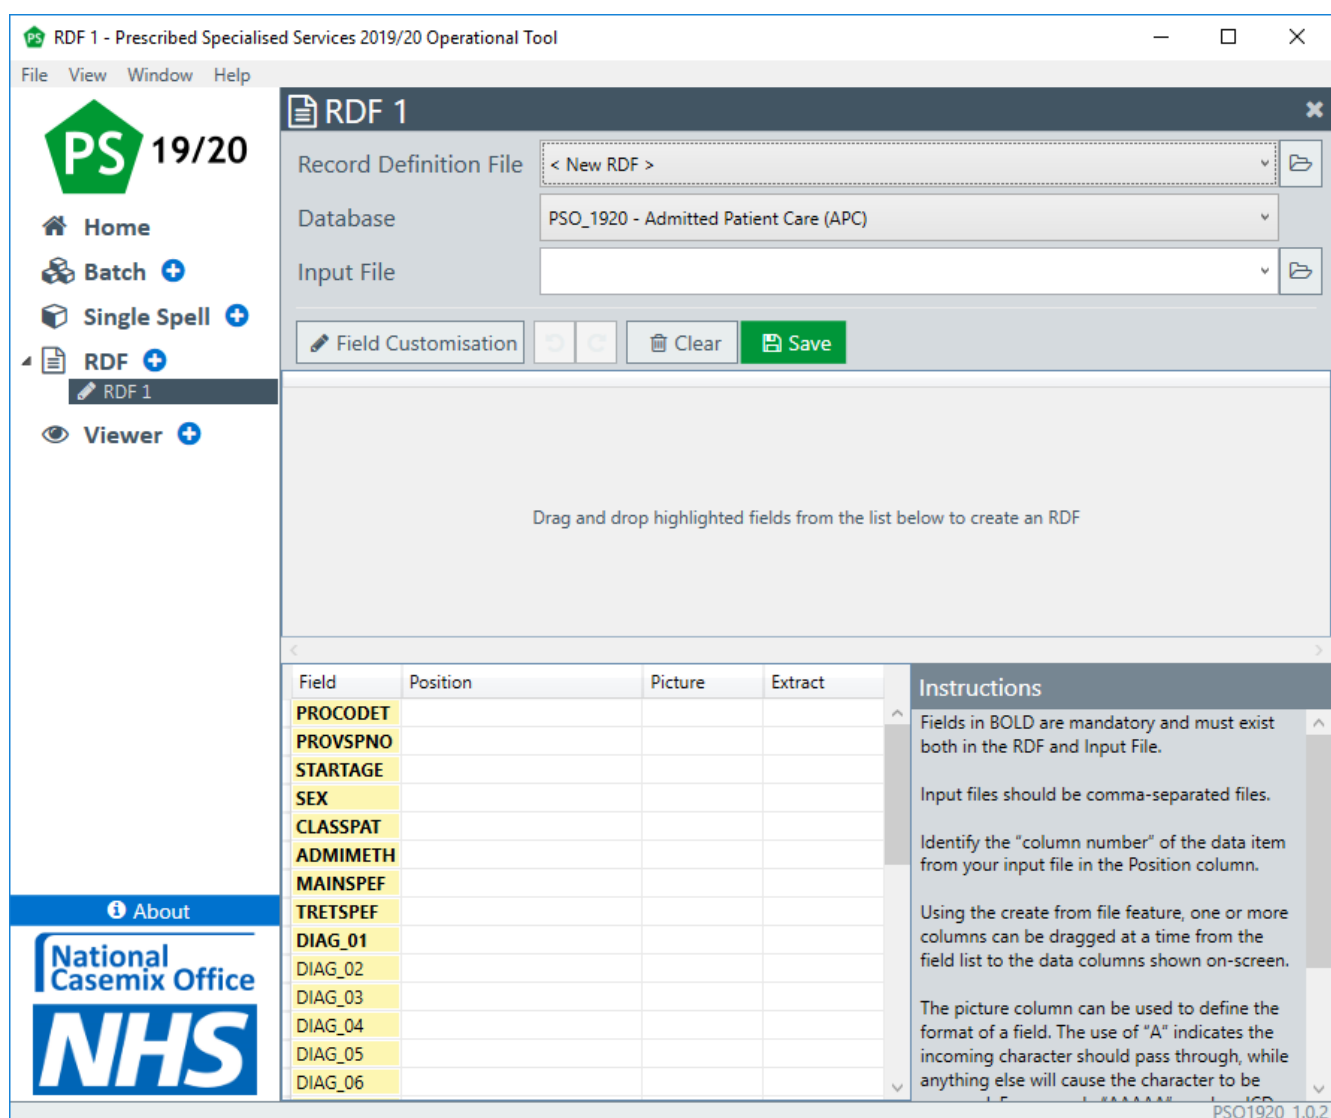 PS RDF 1 - Prescribed Specialised Services 2019/20 Operational Tool
File View Window Help
PS 19/20
Home
Batch
Single Spell
RDF
RDF 1
Viewer
About
National
Casemix Office
NHS
RDF 1
Record Definition File < New RDF >
Database PSO_1920 - Admitted Patient Care (APC)
Input File
Field Customisation Clear Save
Drag and drop highlighted fields from the list below to create an RDF
Field Position Picture Extract
PROCODET
PROVSPNO
STARTAGE
SEX
CLASSPAT
ADMIMETH
MAINSPEF
TRETSPEF
DIAG_01
DIAG_02
DIAG_03
DIAG_04
DIAG_05
DIAG_06
Instructions
Fields in BOLD are mandatory and must exist
both in the RDF and Input File.
Input files should be comma-separated files.
Identify the “column number” of the data item
from your input file in the Position column.
Using the create from file feature, one or more
columns can be dragged at a time from the
field list to the data columns shown on-screen.
The picture column can be used to define the
format of a field. The use of “A” indicates the
incoming character should pass through, while
anything else will cause the character to be
PSO1920 1.0.2